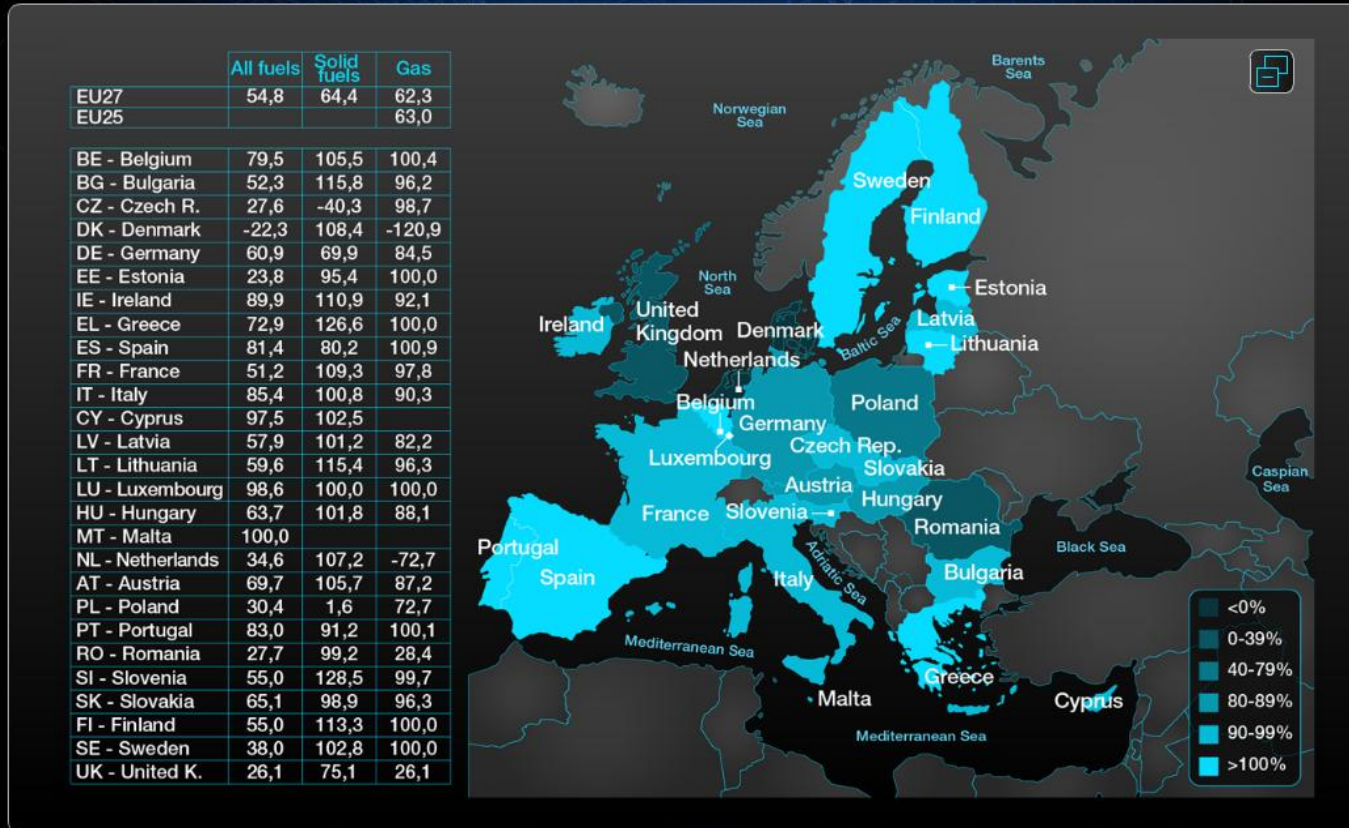 All fuels Solid fuels Gas
EU27 54,8 64,4 62,3
EU25 63,0
BE - Belgium 79,5 105,5 100,4
BG - Bulgaria 52,3 115,8 96,2
CZ - Czech R. 27,6 -40,3 98,7
DK - Denmark -22,3 108,4 -120,9
DE - Germany 60,9 69,9 84,5
EE - Estonia 23,8 95,4 100,0
IE - Ireland 89,9 110,9 92,1
EL - Greece 72,9 126,6 100,0
ES - Spain 81,4 80,2 100,9
FR - France 51,2 109,3 97,8
IT - Italy 85,4 100,8 90,3
CY - Cyprus 97,5 102,5
LV - Latvia 57,9 101,2 82,2
LT - Lithuania 59,6 115,4 96,3
LU - Luxembourg 98,6 100,0 100,0
HU - Hungary 63,7 101,8 88,1
MT - Malta 100,0
NL - Netherlands 34,6 107,2 -72,7
AT - Austria 69,7 105,7 87,2
PL - Poland 30,4 1,6 72,7
PT - Portugal 83,0 91,2 100,1
RO - Romania 27,7 99,2 28,4
SI - Slovenia 55,0 128,5 99,7
SK - Slovakia 65,1 98,9 96,3
FI - Finland 55,0 113,3 100,0
SE - Sweden 38,0 102,8 100,0
UK - United K. 26,1 75,1 26,1
Barents
Sea
Norwegian
Sea
Sweden
Finland
North
Sea
Estonia
Ireland
United
Kingdom
Denmark
Baltic Sea
Latvia
Lithuania
Netherlands
Belgium
Poland
Germany
Czech Rep.
Luxembourg
Slovakia
Austria
Hungary
Caspian
Sea
France
Slovenia
Romania
Portugal
Spain
Adriatic Sea
Italy
Black Sea
Bulgaria
Mediterranean Sea
Greece
Malta
Cyprus
Mediterranean Sea
<0%
0-39%
40-79%
80-89%
90-99%
>100%